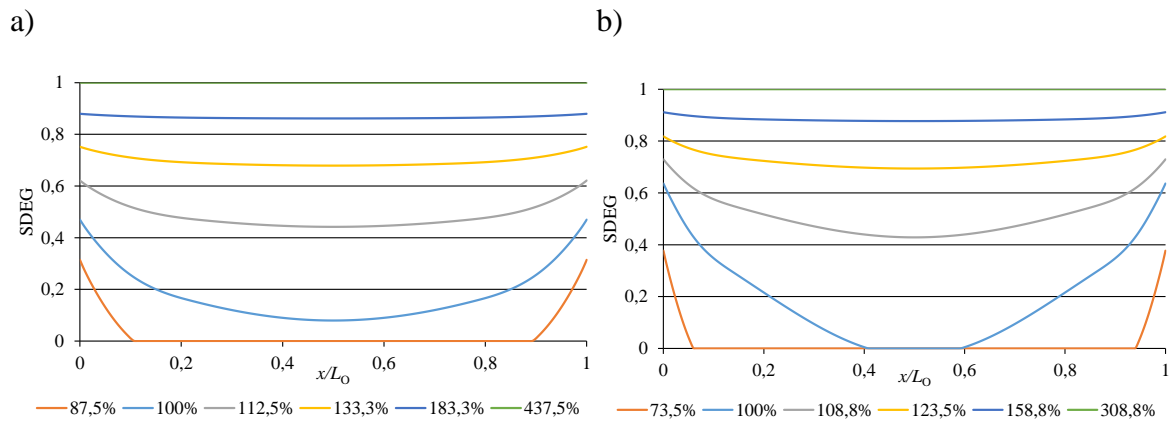 a)
SDEG
1
0,8
0,6
0,4
0,2
0
0 0,2 0,4 0,6 0,8 1
x/LO
87,5% 100% 112,5% 133,3% 183,3% 437,5%
b)
SDEG
1
0,8
0,6
0,4
0,2
0
0 0,2 0,4 0,6 0,8 1
x/LO
73,5% 100% 108,8% 123,5% 158,8% 308,8%